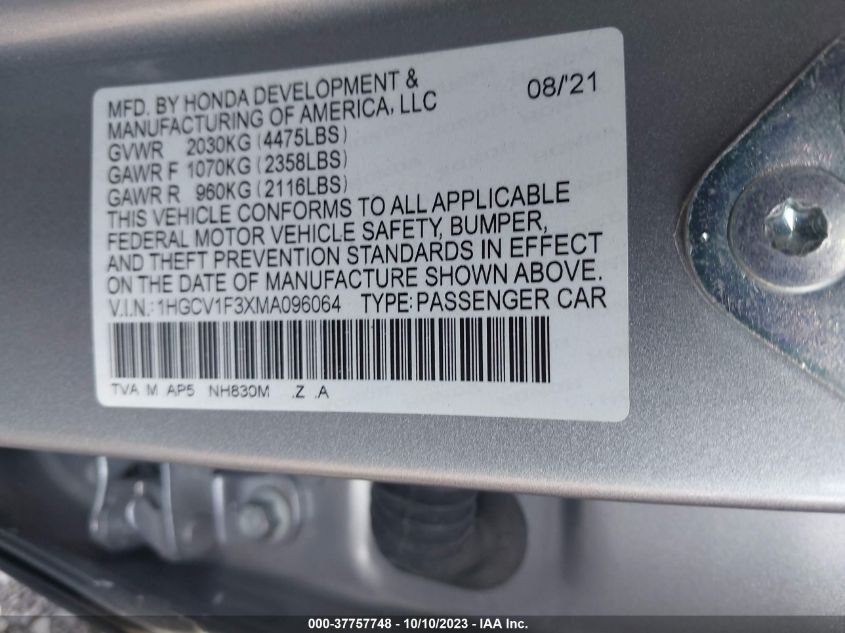 MFD. BY HONDA DEVELOPMENT & 08/'21
MANUFACTURING OF AMERICA, LLC
GVWR 2030KG (4475LBS)
GAWR F 1070KG (2358LBS)
GAWR R 960KG (2116LBS)
THIS VEHICLE CONFORMS TO ALL APPLICABLE
FEDERAL MOTOR VEHICLE SAFETY, BUMPER,
AND THEFT PREVENTION STANDARDS IN EFFECT
ON THE DATE OF MANUFACTURE SHOWN ABOVE.
V.I.N.: 1HGCV1F3XMA096064 TYPE: PASSENGER CAR
TVA M AP5 NH830M .Z .A
000-37757748 - 10/10/2023 - IAA Inc.